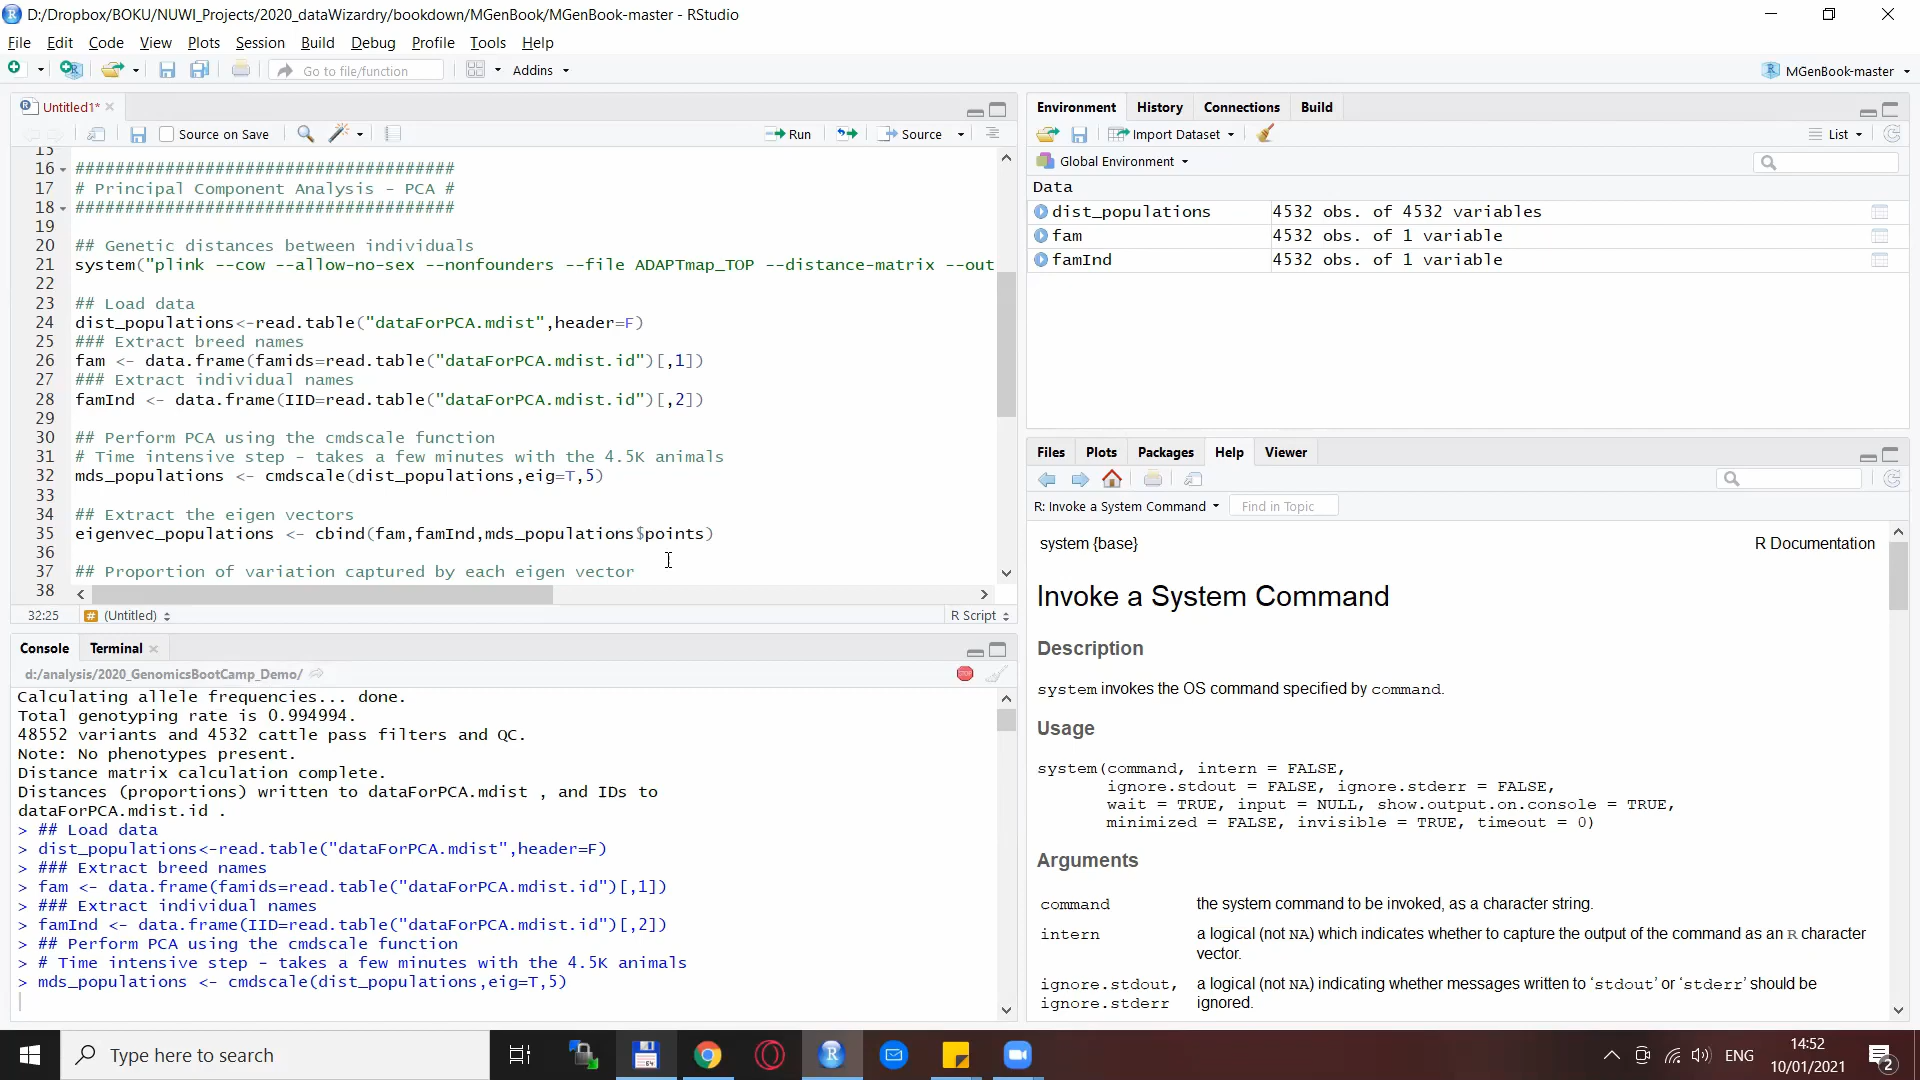 D:/Dropbox/BOKU/NUWI_Projects/2020_dataWizardry/bookdown/MGenBook/MGenBook-master - RStudio
File Edit Code View Plots Session Build Debug Profile Tools Help
Go to file/function Addins MGenBook-master
Untitled1*
Source on Save Run Source
15
16 ######################################
17 # Principal Component Analysis - PCA #
18 ######################################
19
20 ## Genetic distances between individuals
21 system("plink --cow --allow-no-sex --nonfounders --file ADAPTmap_TOP --distance-matrix --out
22
23 ## Load data
24 dist_populations<-read.table("dataForPCA.mdist",header=F)
25 ### Extract breed names
26 fam <- data.frame(famids=read.table("dataForPCA.mdist.id")[,1])
27 ### Extract individual names
28 famInd <- data.frame(IID=read.table("dataForPCA.mdist.id")[,2])
29
30 ## Perform PCA using the cmdscale function
31 # Time intensive step - takes a few minutes with the 4.5K animals
32 mds_populations <- cmdscale(dist_populations,eig=T,5)
33
34 ## Extract the eigen vectors
35 eigenvec_populations <- cbind(fam,famInd,mds_populations$points)
36
37 ## Proportion of variation captured by each eigen vector
38
32:25 # (Untitled) R Script
Console Terminal
d:/analysis/2020_GenomicsBootCamp_Demo/
Calculating allele frequencies... done.
Total genotyping rate is 0.994994.
48552 variants and 4532 cattle pass filters and QC.
Note: No phenotypes present.
Distance matrix calculation complete.
Distances (proportions) written to dataForPCA.mdist , and IDs to
dataForPCA.mdist.id .
> ## Load data
> dist_populations<-read.table("dataForPCA.mdist",header=F)
> ### Extract breed names
> fam <- data.frame(famids=read.table("dataForPCA.mdist.id")[,1])
> ### Extract individual names
> famInd <- data.frame(IID=read.table("dataForPCA.mdist.id")[,2])
> ## Perform PCA using the cmdscale function
> # Time intensive step - takes a few minutes with the 4.5K animals
> mds_populations <- cmdscale(dist_populations,eig=T,5)
Environment History Connections Build
Import Dataset List
Global Environment
Data
dist_populations 4532 obs. of 4532 variables
fam 4532 obs. of 1 variable
famInd 4532 obs. of 1 variable
Files Plots Packages Help Viewer
R: Invoke a System Command Find in Topic
system {base} R Documentation
Invoke a System Command
Description
system invokes the OS command specified by command.
Usage
system(command, intern = FALSE,
ignore.stdout = FALSE, ignore.stderr = FALSE,
wait = TRUE, input = NULL, show.output.on.console = TRUE,
minimized = FALSE, invisible = TRUE, timeout = 0)
Arguments
command the system command to be invoked, as a character string.
intern a logical (not NA) which indicates whether to capture the output of the command as an R character
vector.
ignore.stdout, a logical (not NA) indicating whether messages written to ‘stdout’ or ‘stderr’ should be
ignore.stderr ignored.
Type here to search
ENG
14:52
10/01/2021
2